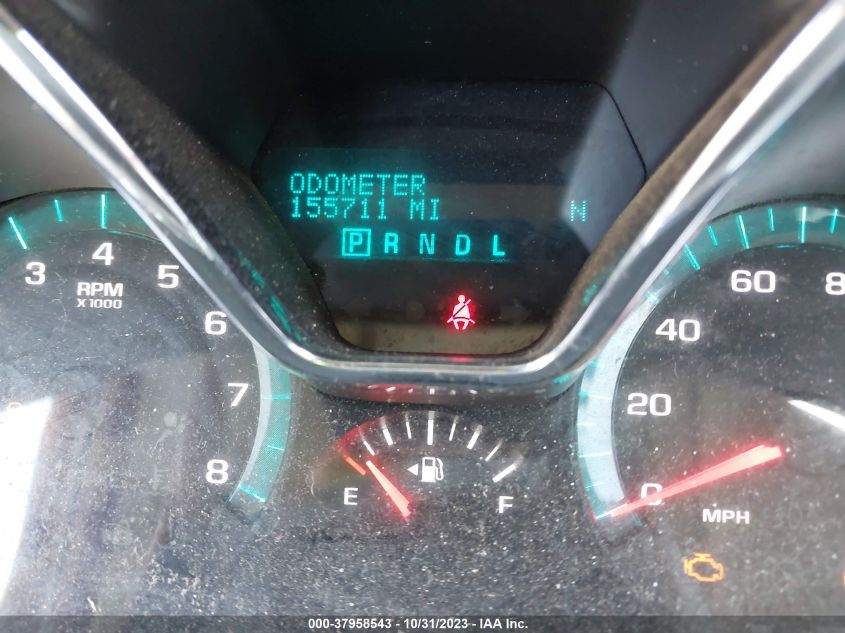 ODOMETER
155711 MI N
P R N D L
3 4 5 6 7 8
RPM
X1000
0 20 40 60 8
MPH
E F
000-37958543 - 10/31/2023 - IAA Inc.